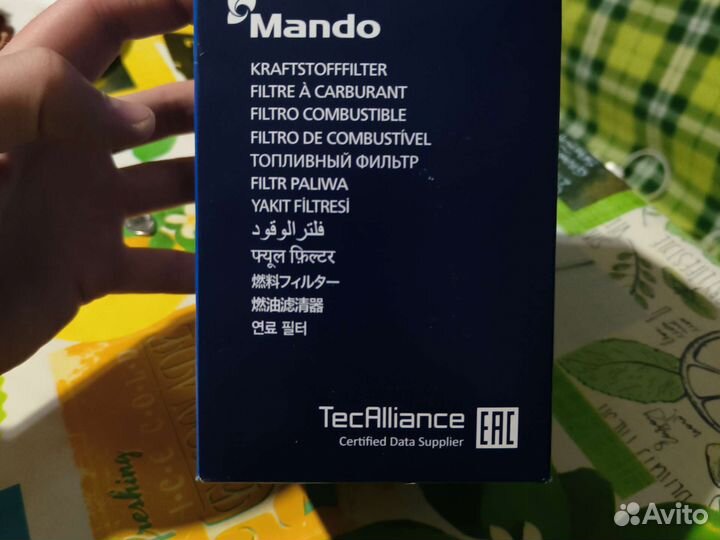 Mando
KRAFTSTOFFFILTER
FILTRE À CARBURANT
FILTRO COMBUSTIBLE
FILTRO DE COMBUSTÍVEL
ТОПЛИВНЫЙ ФИЛЬТР
FILTR PALIWA
YAKIT FİLTRESİ
فلتر الوقود
फ्यूल फ़िल्टर
燃料フィルター
燃油滤清器
연료 필터
TecAlliance
Certified Data Supplier
EAC
freshing
Avito